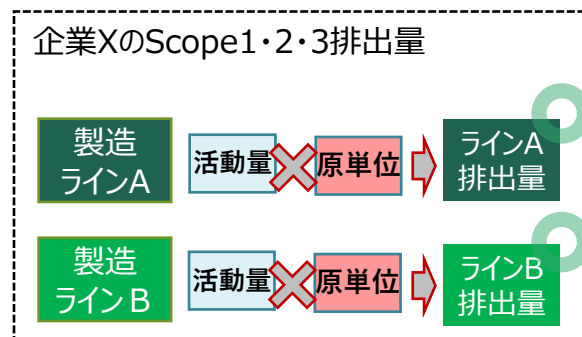 企業XのScope1・2・3排出量
製造
ラインA
活動量
原単位
ラインA
排出量
製造
ライン B
活動量
原単位
ラインB
排出量